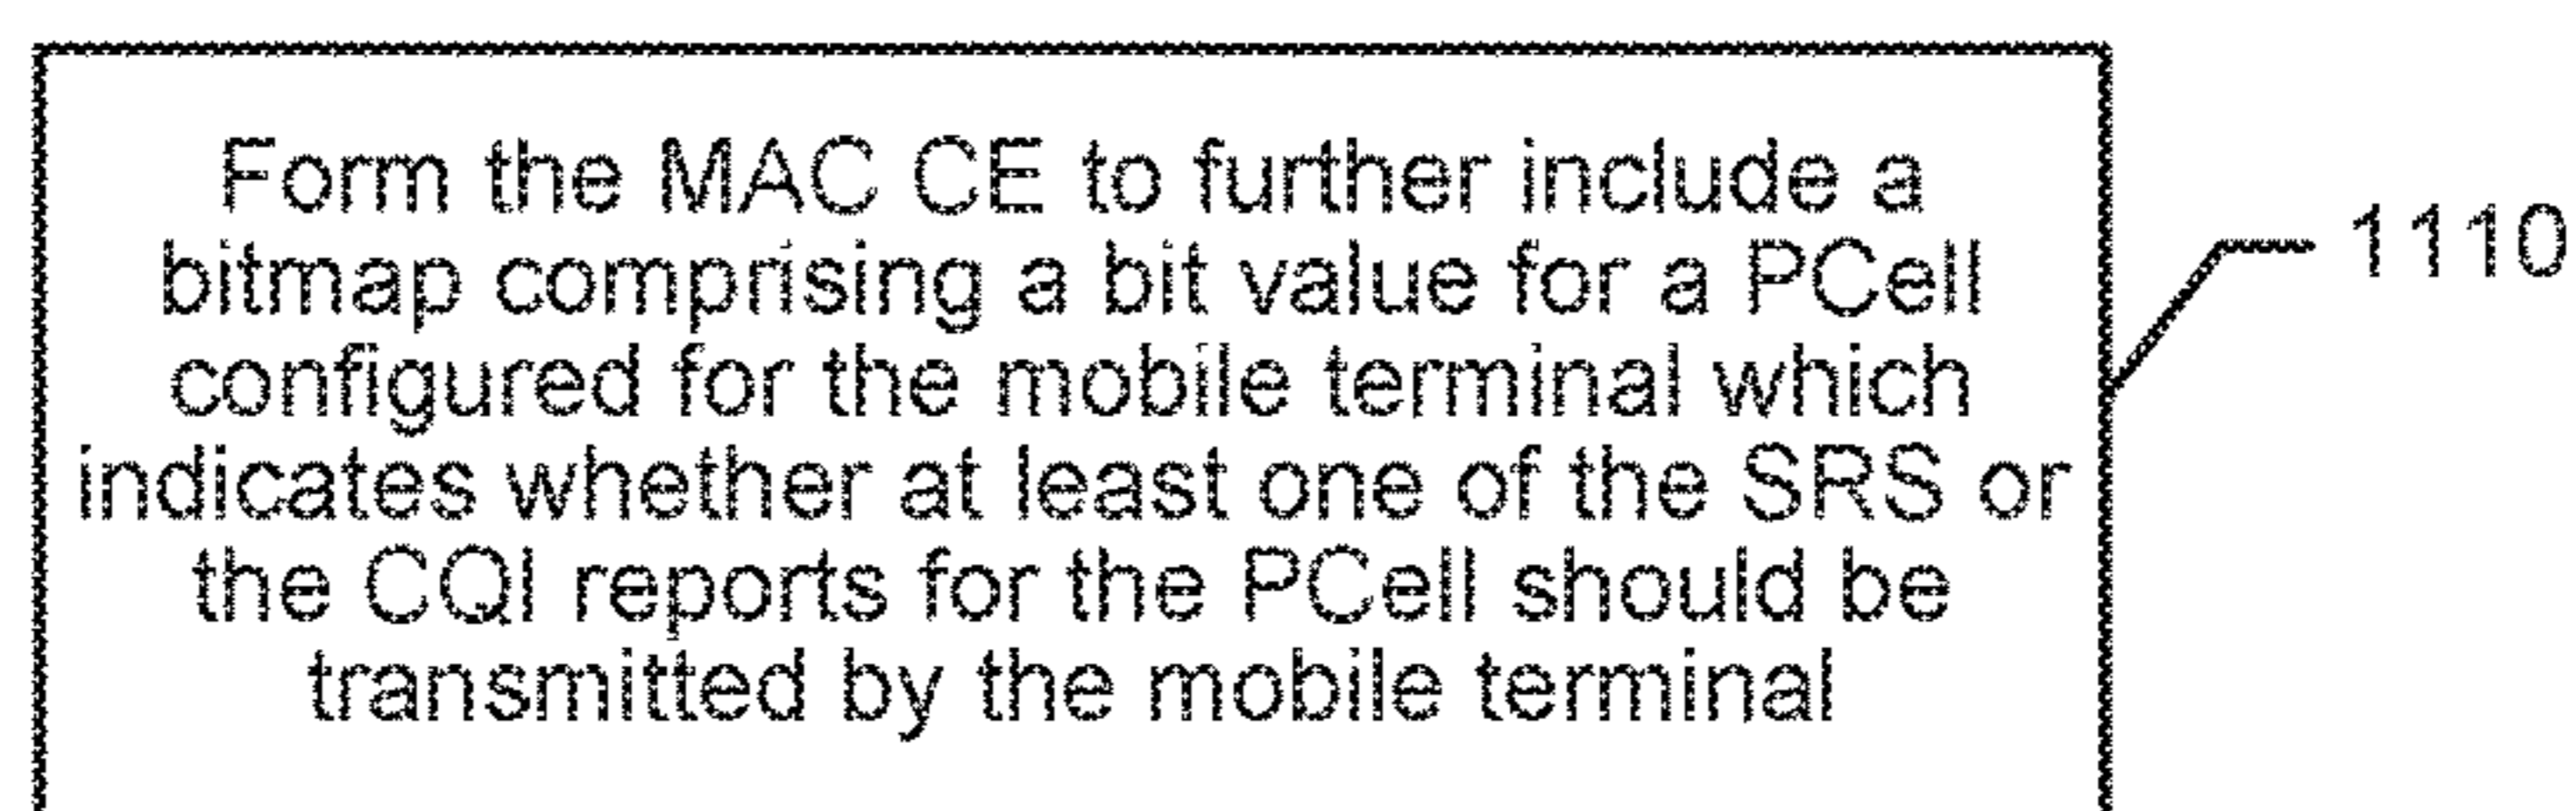 Form the MAC CE to further include a
bitmap comprising a bit value for a PCell
1110
configured for the mobile terminal which
indicates whether at least one of the SRS or
the CQI reports for the PCell should be
transmitted by the mobile terminal